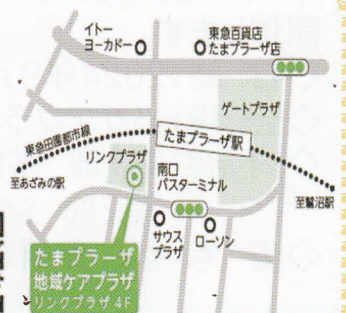 イトー
ヨーカドー
東急百貨店
たまプラーザ店
ゲートプラザ
東急田園都市線
たまプラーザ駅
リンクプラザ
至あざみの駅
南口
バスターミナル
至鷺沼駅
サウス
プラザ
ローソン
たまプラーザ
地域ケアプラザ
リンクプラザ 4F